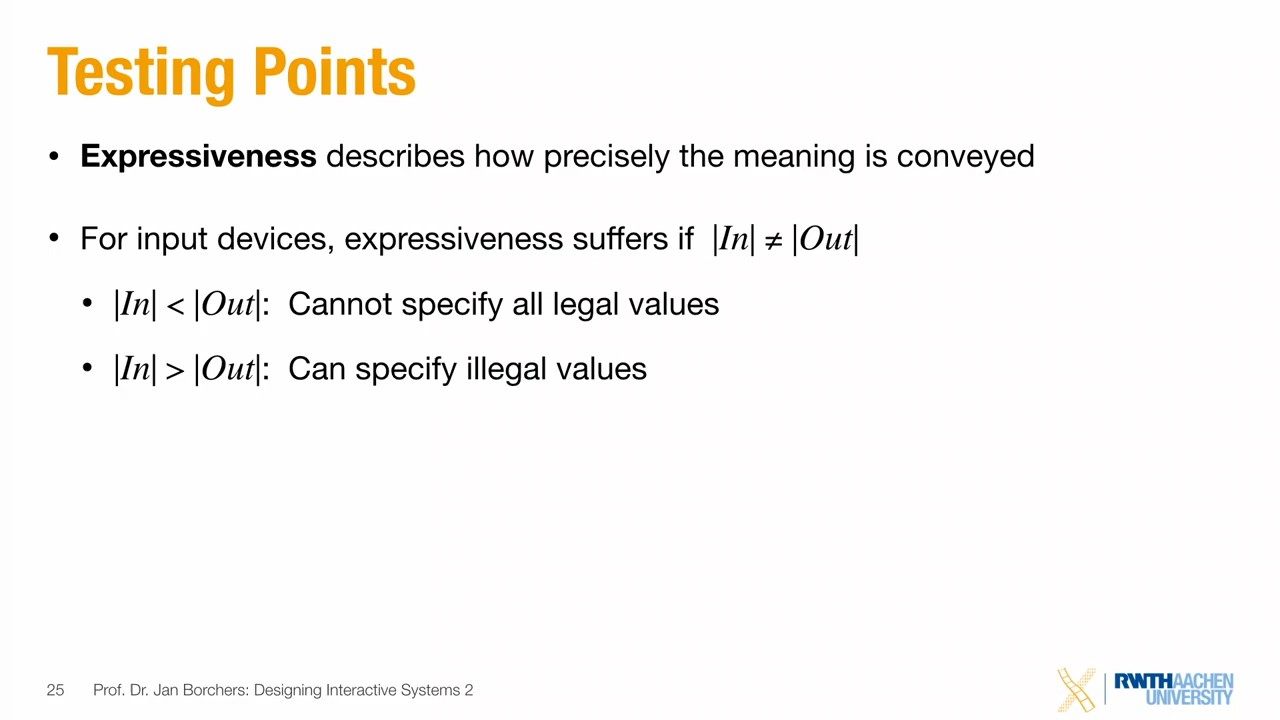 Testing Points
• Expressiveness describes how precisely the meaning is conveyed
• For input devices, expressiveness suffers if |In| ≠ |Out|
• |In| < |Out|: Cannot specify all legal values
• |In| > |Out|: Can specify illegal values
25 Prof. Dr. Jan Borchers: Designing Interactive Systems 2
RWTHAACHEN
UNIVERSITY